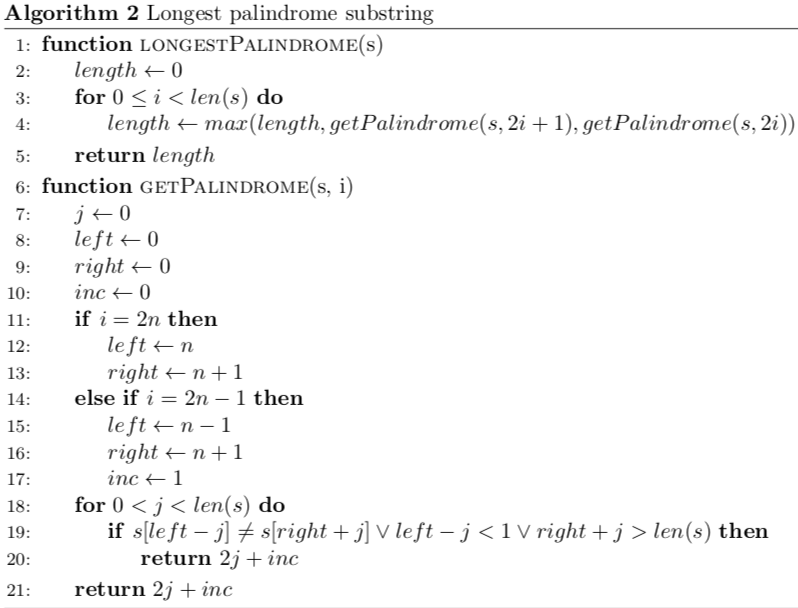 Algorithm 2 Longest palindrome substring
1: function LONGESTPALINDROME(s)
2: length ← 0
3: for 0 ≤ i < len(s) do
4: length ← max(length, getPalindrome(s, 2i + 1), getPalindrome(s, 2i))
5: return length
6: function GETPALINDROME(s, i)
7: j ← 0
8: left ← 0
9: right ← 0
10: inc ← 0
11: if i = 2n then
12: left ← n
13: right ← n + 1
14: else if i = 2n − 1 then
15: left ← n − 1
16: right ← n + 1
17: inc ← 1
18: for 0 < j < len(s) do
19: if s[left − j] ≠ s[right + j] ∨ left − j < 1 ∨ right + j > len(s) then
20: return 2j + inc
21: return 2j + inc